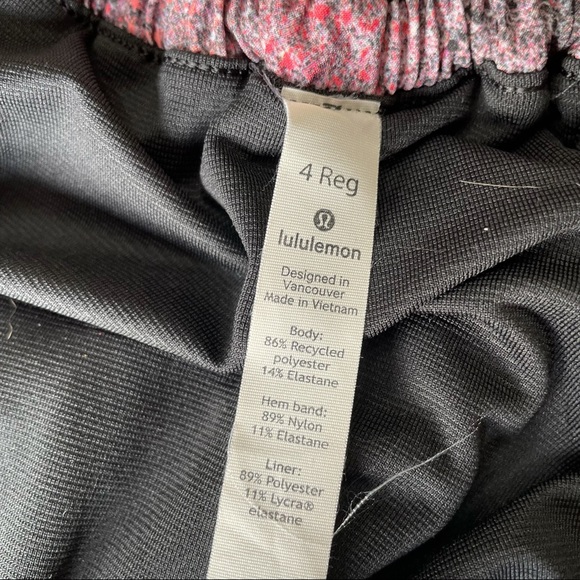 4 Reg
lululemon
Designed in
Vancouver
Made in Vietnam
Body:
86% Recycled
polyester
14% Elastane
Hem band:
89% Nylon
11% Elastane
Liner:
89% Polyester
11% Lycra®
elastane